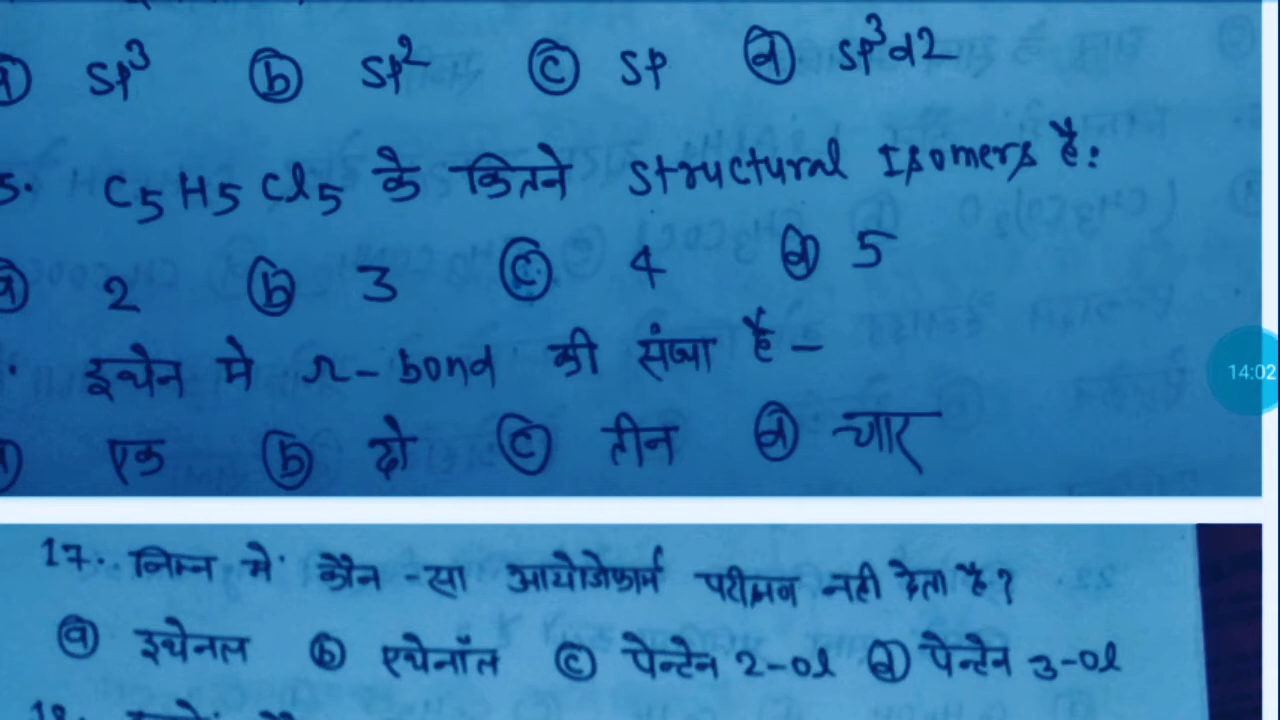 ⓐ sp³ ⓑ sp² ⓒ sp ⓓ sp³d2
5. C5H5Cl5 के कितने structural Isomers है:
ⓐ 2 ⓑ 3 ⓒ 4 ⓓ 5
इथेन मे π-bond की संख्या है -
ⓐ एक ⓑ दो ⓒ तीन ⓓ चार
14:02
17. निम्न मे कौन-सा आयोडोफार्म परीक्षण नही देता है?
ⓐ इथेनल ⓑ एथेनॉल ⓒ पेन्टेन 2-ol ⓓ पेन्टेन 3-ol
18.